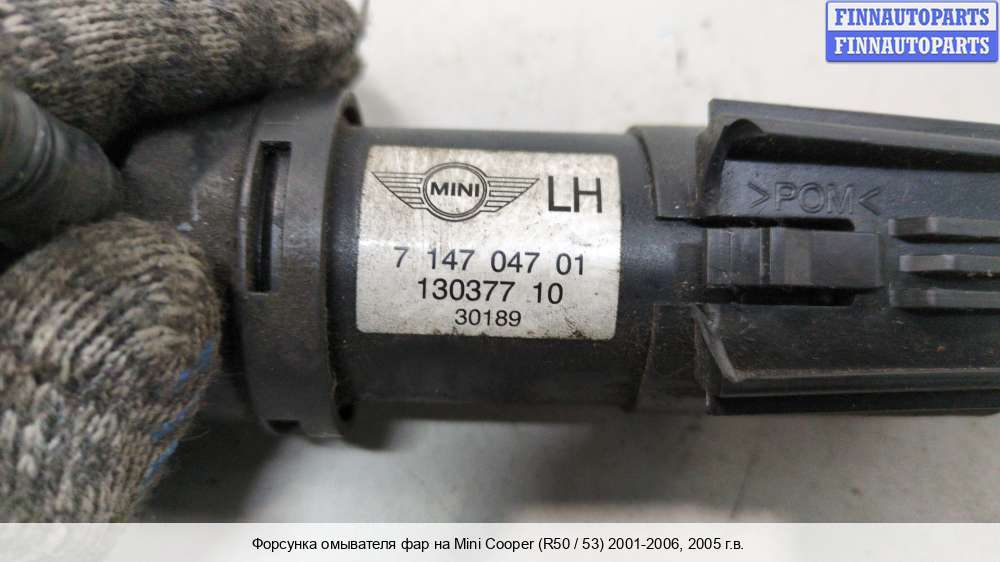 FINNAUTOPARTS
FINNAUTOPARTS
MINI
LH
>POM<
7 147 047 01
130377 10
30189
Форсунка омывателя фар на Mini Cooper (R50 / 53) 2001-2006, 2005 г.в.